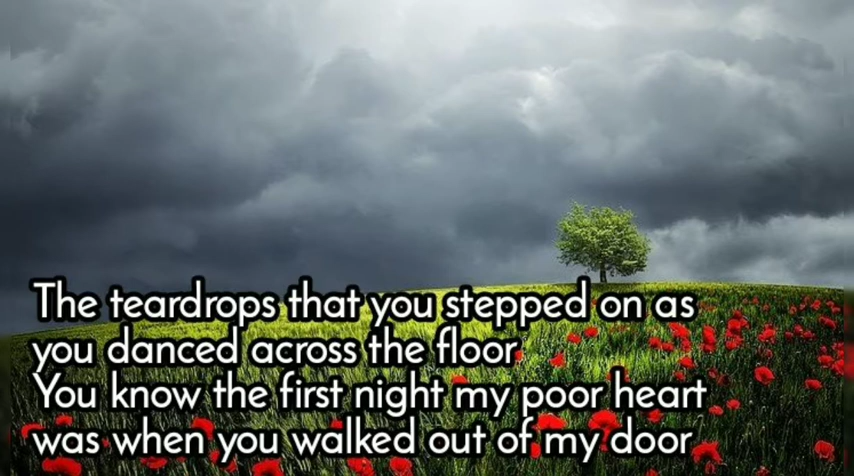 The teardrops that you stepped on as
you danced across the floor
You know the first night my poor heart
was when you walked out of my door